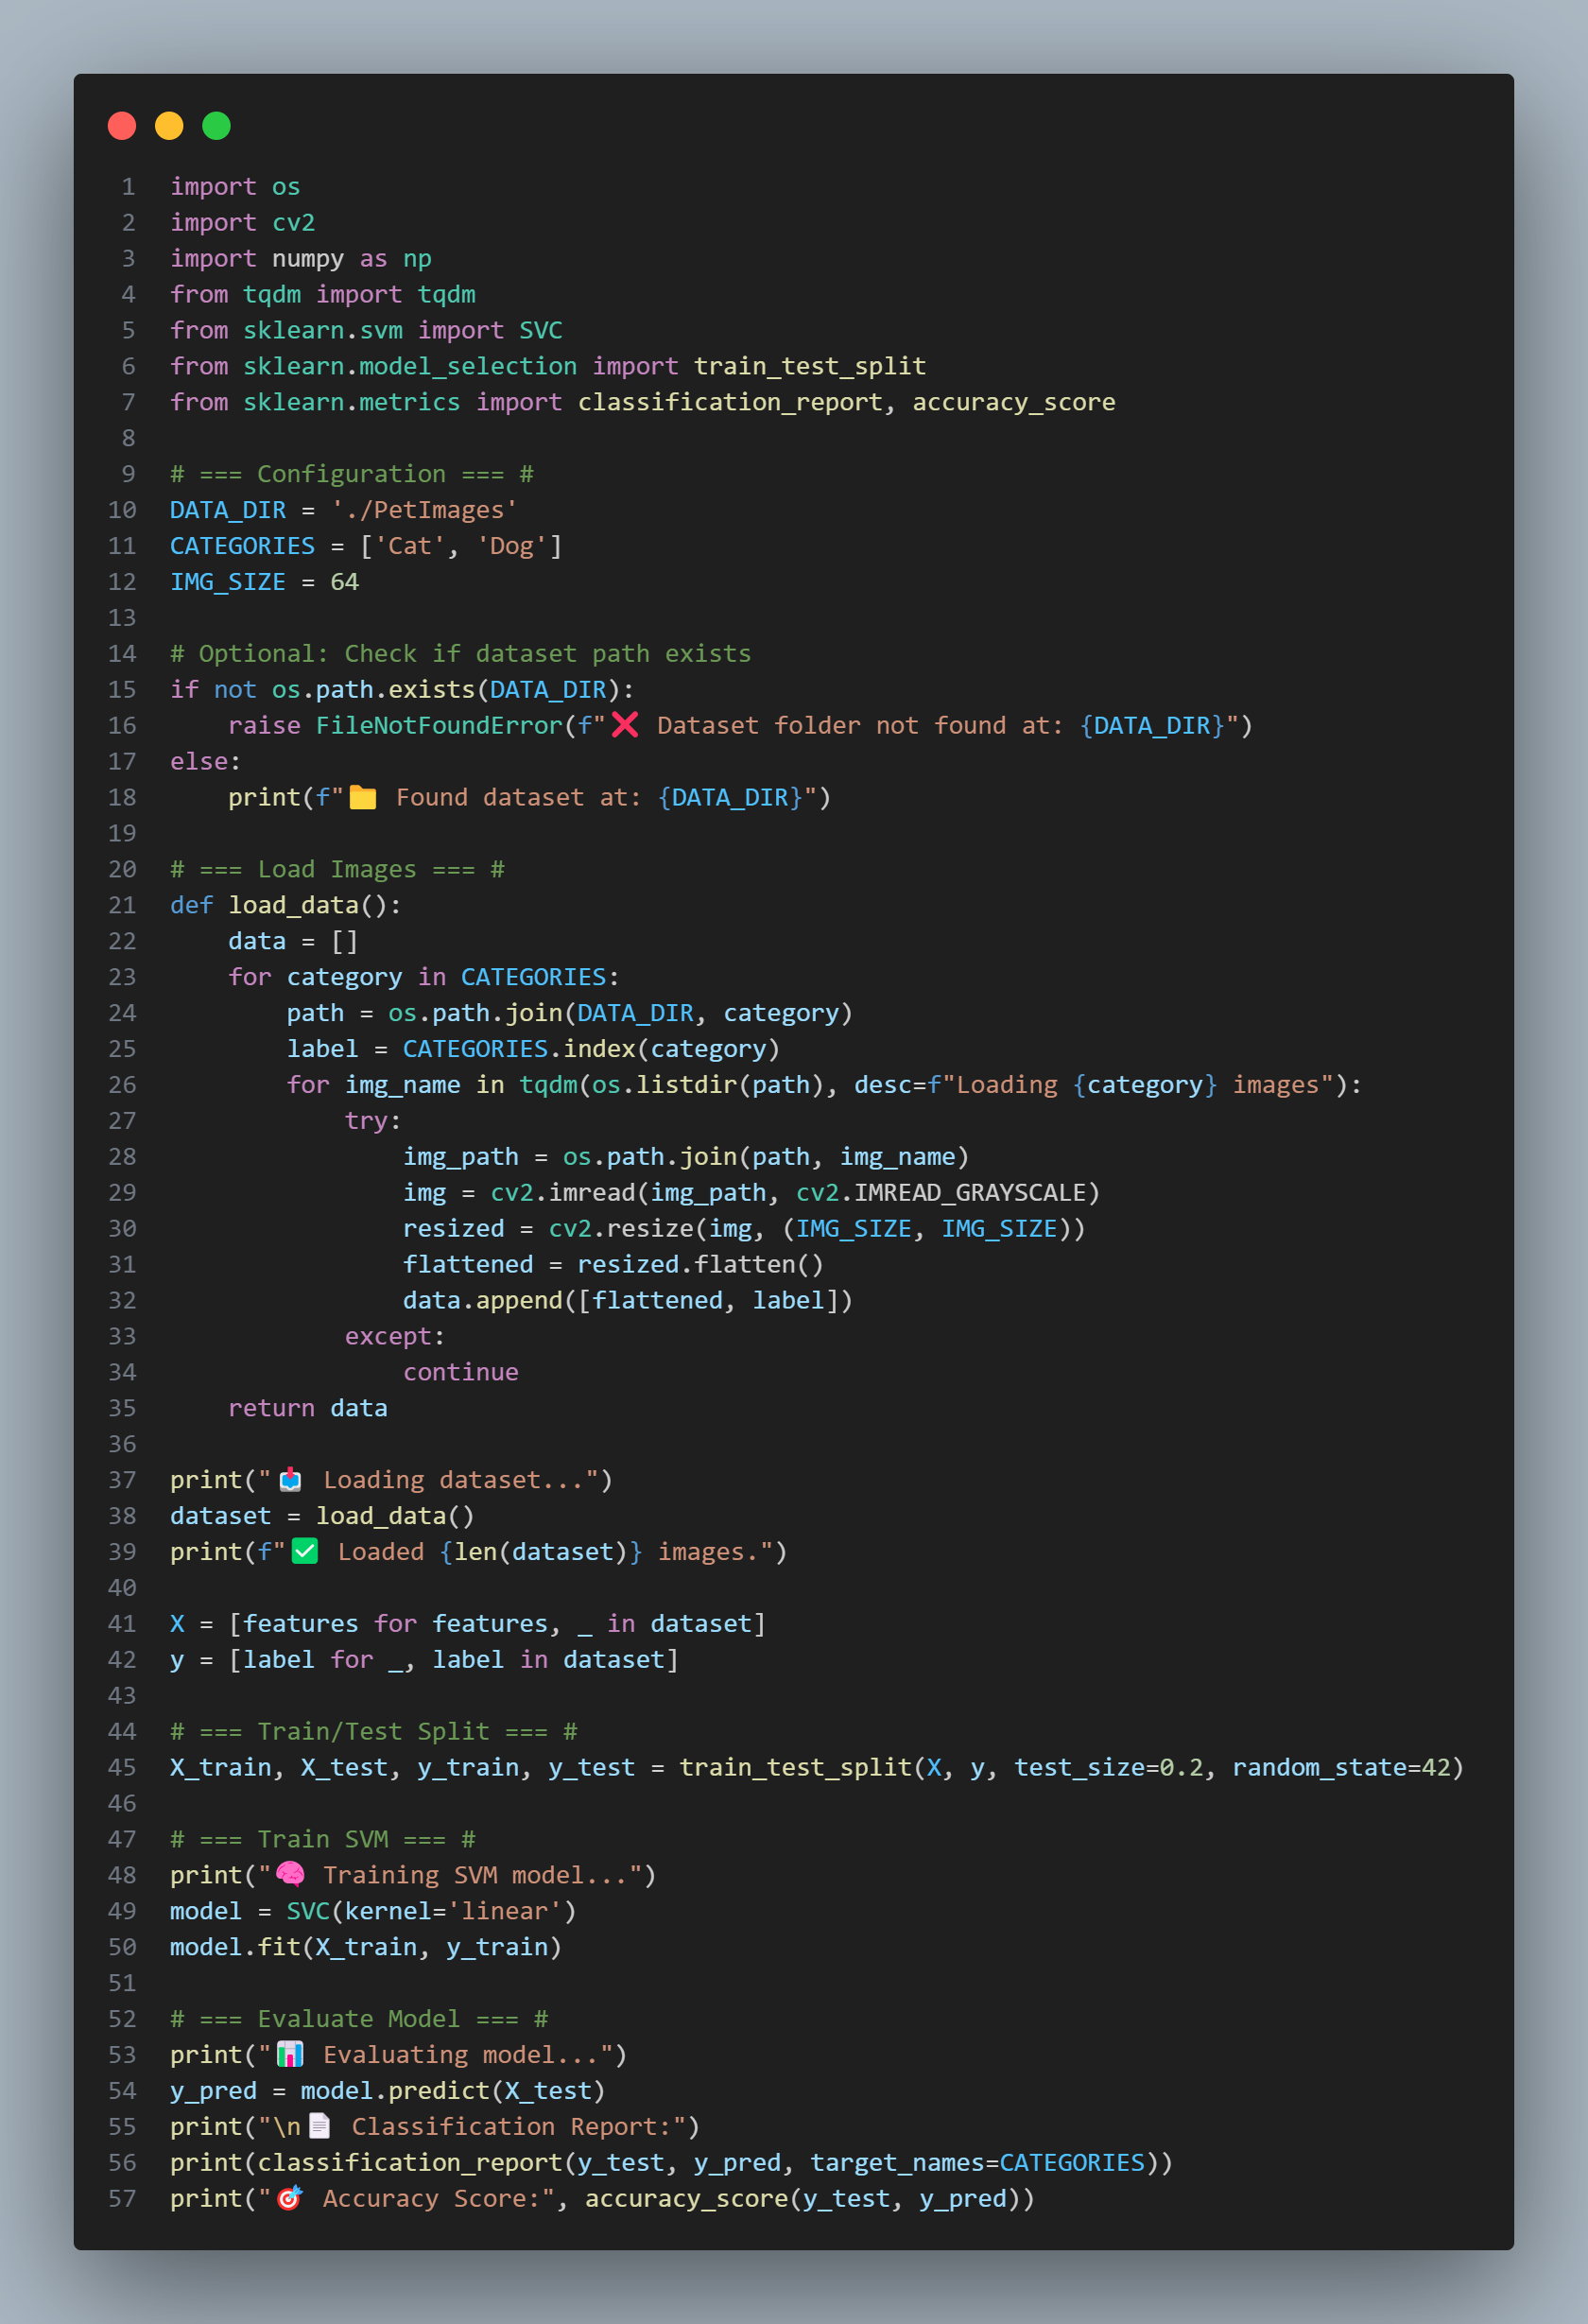 1 import os
2 import cv2
3 import numpy as np
4 from tqdm import tqdm
5 from sklearn.svm import SVC
6 from sklearn.model_selection import train_test_split
7 from sklearn.metrics import classification_report, accuracy_score
8
9 # === Configuration === #
10 DATA_DIR = './PetImages'
11 CATEGORIES = ['Cat', 'Dog']
12 IMG_SIZE = 64
13
14 # Optional: Check if dataset path exists
15 if not os.path.exists(DATA_DIR):
16     raise FileNotFoundError(f"❌ Dataset folder not found at: {DATA_DIR}")
17 else:
18     print(f"📁 Found dataset at: {DATA_DIR}")
19
20 # === Load Images === #
21 def load_data():
22     data = []
23     for category in CATEGORIES:
24         path = os.path.join(DATA_DIR, category)
25         label = CATEGORIES.index(category)
26         for img_name in tqdm(os.listdir(path), desc=f"Loading {category} images"):
27             try:
28                 img_path = os.path.join(path, img_name)
29                 img = cv2.imread(img_path, cv2.IMREAD_GRAYSCALE)
30                 resized = cv2.resize(img, (IMG_SIZE, IMG_SIZE))
31                 flattened = resized.flatten()
32                 data.append([flattened, label])
33             except:
34                 continue
35     return data
36
37 print("📥 Loading dataset...")
38 dataset = load_data()
39 print(f"✅ Loaded {len(dataset)} images.")
40
41 X = [features for features, _ in dataset]
42 y = [label for _, label in dataset]
43
44 # === Train/Test Split === #
45 X_train, X_test, y_train, y_test = train_test_split(X, y, test_size=0.2, random_state=42)
46
47 # === Train SVM === #
48 print("🧠 Training SVM model...")
49 model = SVC(kernel='linear')
50 model.fit(X_train, y_train)
51
52 # === Evaluate Model === #
53 print("📊 Evaluating model...")
54 y_pred = model.predict(X_test)
55 print("\n📄 Classification Report:")
56 print(classification_report(y_test, y_pred, target_names=CATEGORIES))
57 print("🎯 Accuracy Score:", accuracy_score(y_test, y_pred))